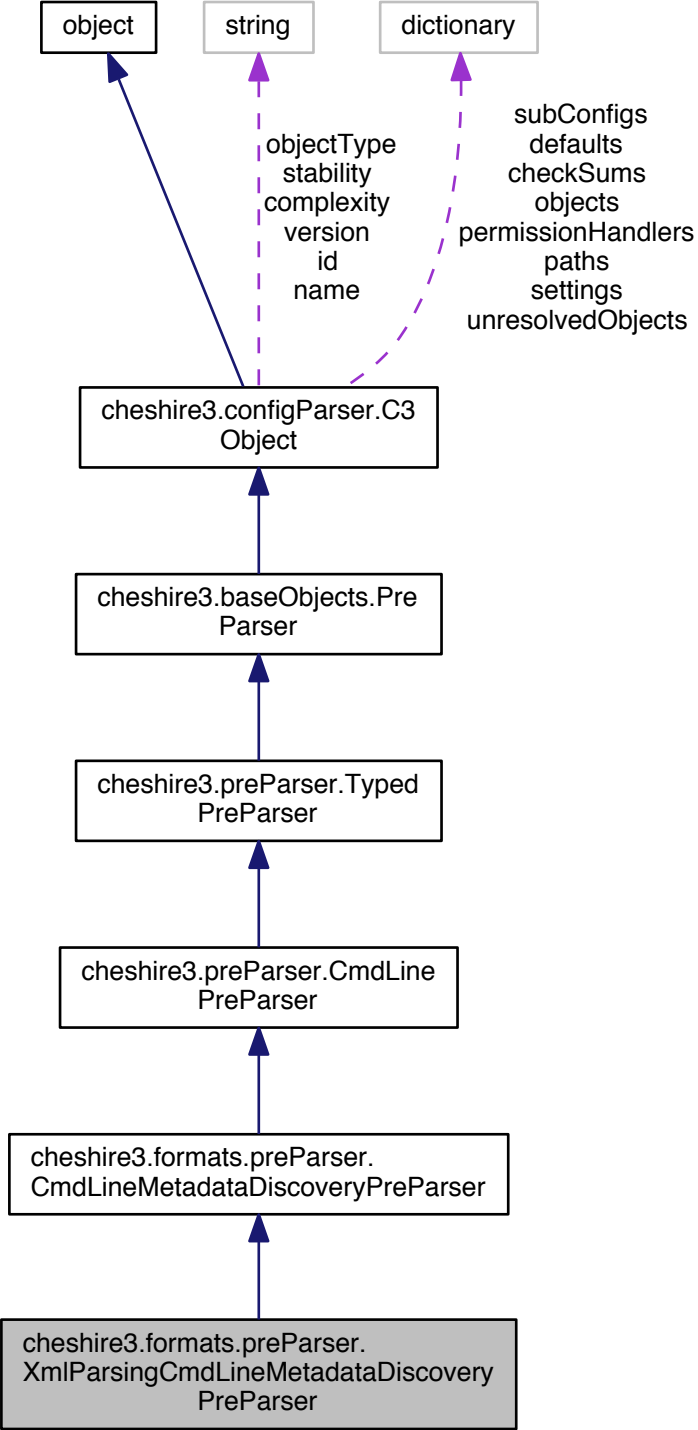 object
string
dictionary
objectType
stability
complexity
version
id
name
subConfigs
defaults
checkSums
objects
permissionHandlers
paths
settings
unresolvedObjects
cheshire3.configParser.C3
Object
cheshire3.baseObjects.Pre
Parser
cheshire3.preParser.Typed
PreParser
cheshire3.preParser.CmdLine
PreParser
cheshire3.formats.preParser.
CmdLineMetadataDiscoveryPreParser
cheshire3.formats.preParser.
XmlParsingCmdLineMetadataDiscovery
PreParser